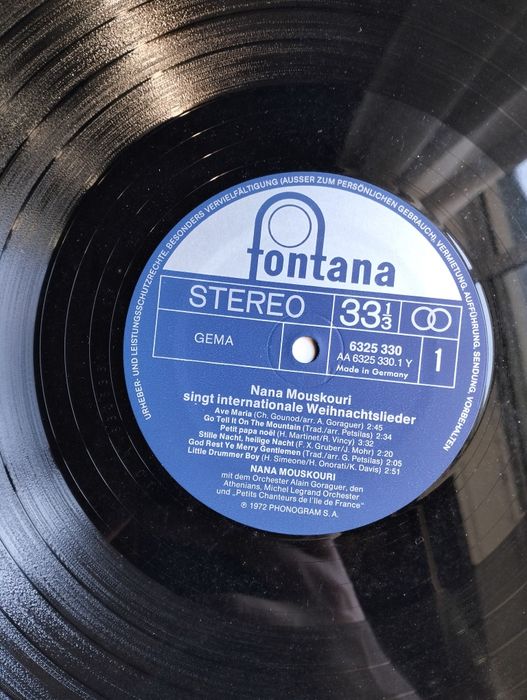 URHEBER- UND LEISTUNGSSCHUTZRECHTE. BESONDERS VERVIELFÄLTIGUNG (AUSSER ZUM PERSÖNLICHEN GEBRAUCH), VERMIETUNG, AUFFÜHRUNG, SENDUNG, VORBEHALTEN
fontana
STEREO 33 1/3
GEMA
6325 330
AA 6325 330.1 Y
Made in Germany
1
Nana Mouskouri
singt internationale Weihnachtslieder
Ave Maria (Ch. Gounod/arr. A. Goraguer) 2:45
Go Tell It On The Mountain (Trad./arr. Petsilas) 2:34
Petit papa noël (H. Martinet/R. Vincy) 3:32
Stille Nacht, heilige Nacht (F. X. Gruber/J. Mohr) 2:20
God Rest Ye Merry Gentlemen (Trad./arr. G. Petsilas) 2:05
Little Drummer Boy (H. Simeone/H. Onorati/K. Davis) 2:51
NANA MOUSKOURI
mit dem Orchester Alain Goraguer, den
Athenians, Michel Legrand Orchester
und „Petits Chanteurs de l'Ile de France"
℗ 1972 PHONOGRAM S.A.